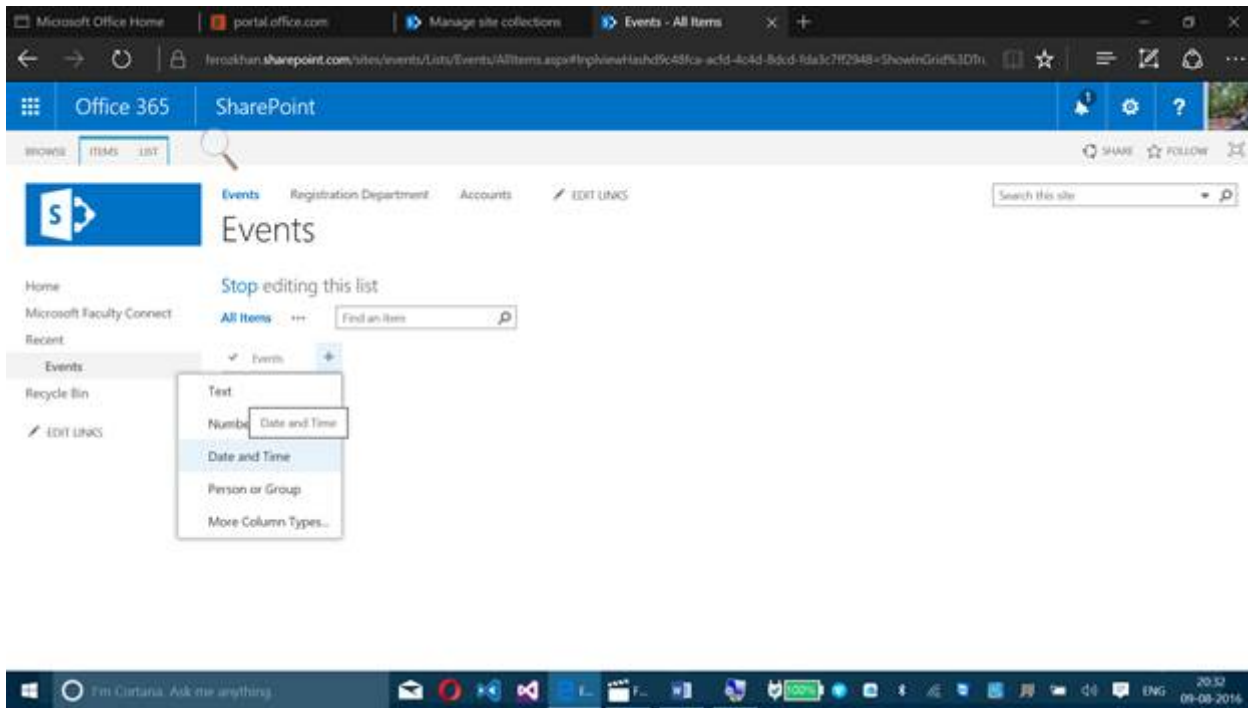 Microsoft Office Home
portal.office.com
Manage site collections
Events - All Items
Office 365
SharePoint
1
?
BROWSE
ITEMS
LIST
SHARE
FOLLOW
S
Events
Registration Department
Accounts
EDIT LINKS
Search this site
Events
Home
Stop editing this list
Microsoft Faculty Connect
All Items
Find an item
Recent
Events
Events
Recycle Bin
Text
EDIT LINKS
Numbe
Date and Time
Date and Time
Person or Group
More Column Types...
I'm Cortana. Ask me anything.
100%
ENG
20:32
09-08-2016